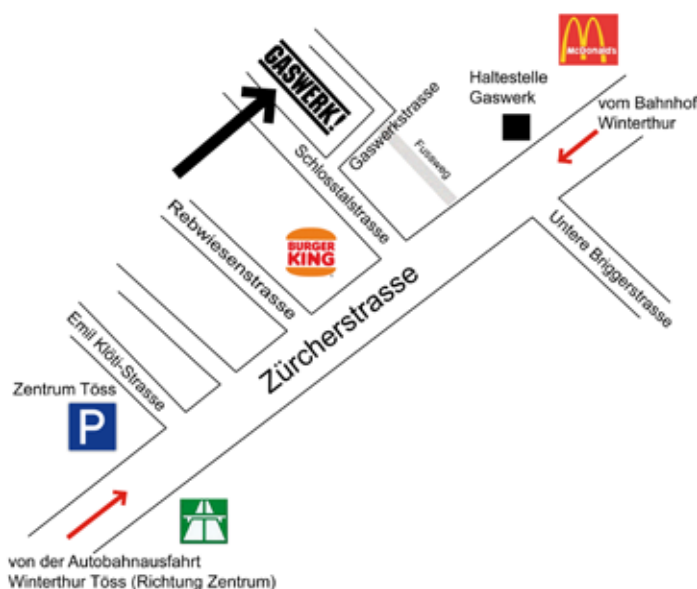 McDonald's
GASWERK!
Haltestelle
Gaswerk
vom Bahnhof
Winterthur
Gaswerkstrasse
Fussweg
Schlosstalstrasse
Rebwiesenstrasse
BURGER
KING
Untere Briggerstrasse
Zürcherstrasse
Emil Klöti-Strasse
Zentrum Töss
P
von der Autobahnausfahrt
Winterthur Töss (Richtung Zentrum)